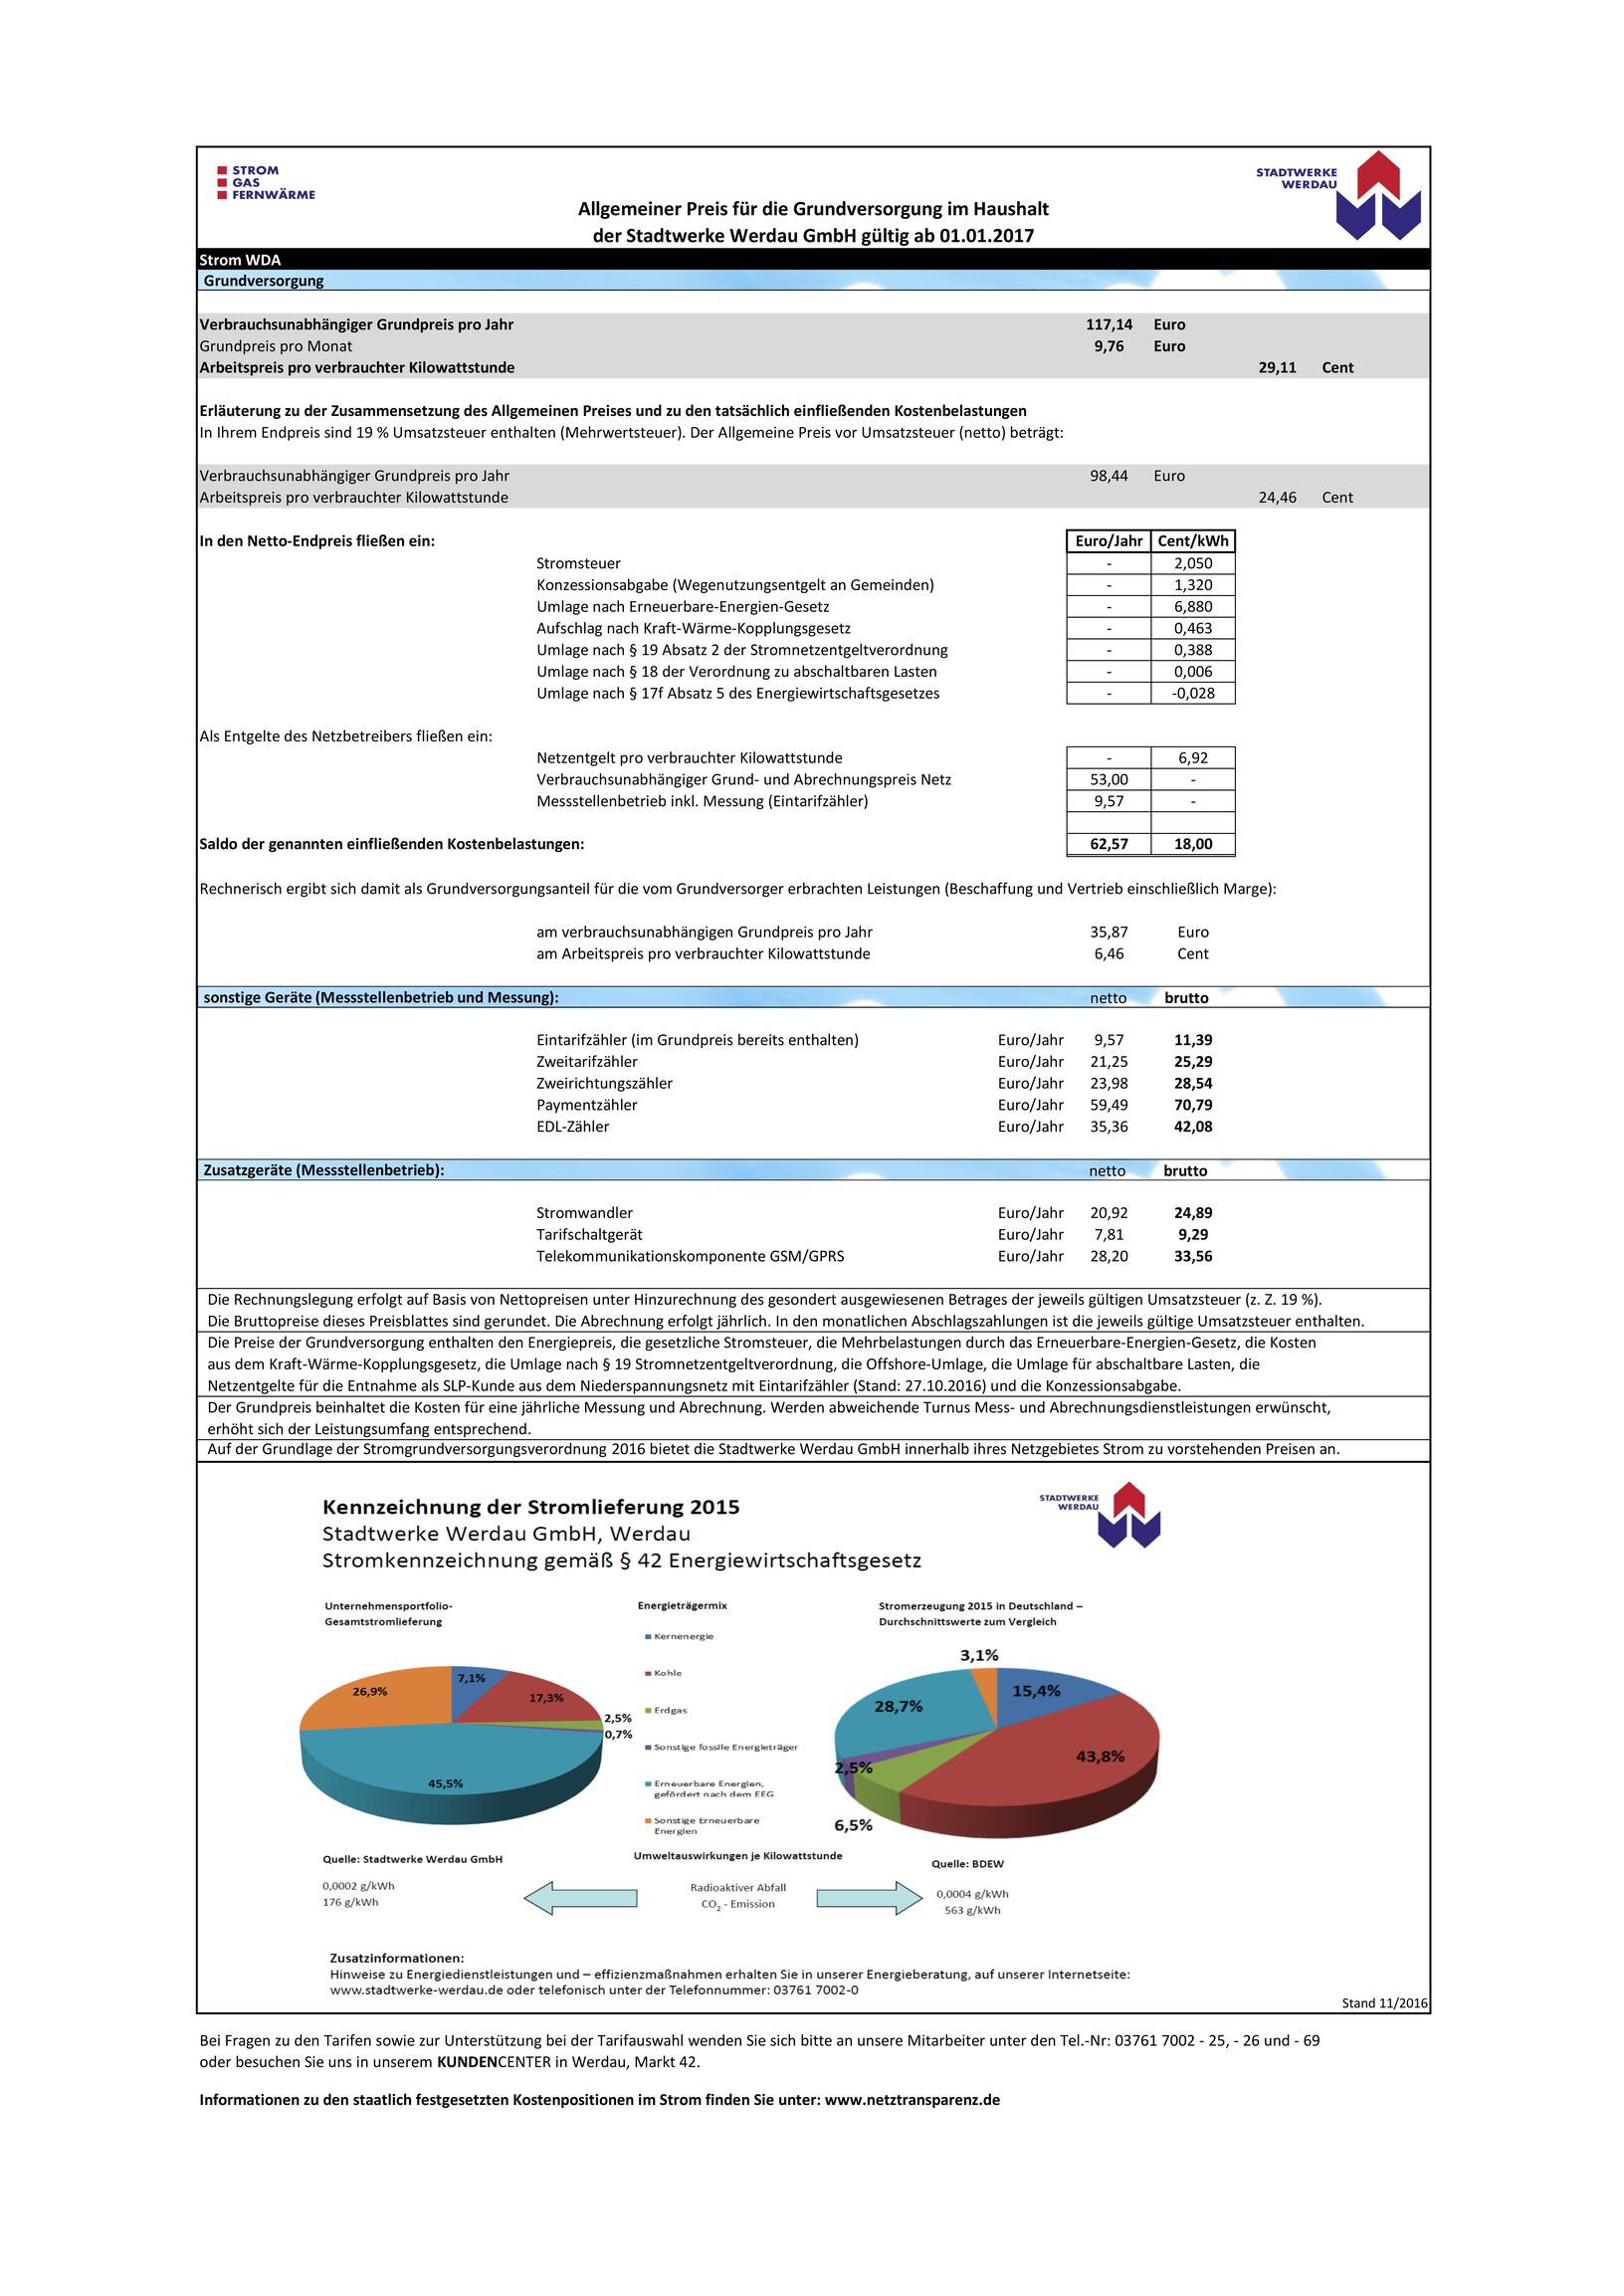 STROM
GAS
FERNWÄRME
STADTWERKE
WERDAU
Allgemeiner Preis für die Grundversorgung im Haushalt
der Stadtwerke Werdau GmbH gültig ab 01.01.2017
Strom WDA
Grundversorgung
Verbrauchsunabhängiger Grundpreis pro Jahr 117,14 Euro
Grundpreis pro Monat 9,76 Euro
Arbeitspreis pro verbrauchter Kilowattstunde 29,11 Cent
Erläuterung zu der Zusammensetzung des Allgemeinen Preises und zu den tatsächlich einfließenden Kostenbelastungen
In Ihrem Endpreis sind 19 % Umsatzsteuer enthalten (Mehrwertsteuer). Der Allgemeine Preis vor Umsatzsteuer (netto) beträgt:
Verbrauchsunabhängiger Grundpreis pro Jahr 98,44 Euro
Arbeitspreis pro verbrauchter Kilowattstunde 24,46 Cent
In den Netto-Endpreis fließen ein: Euro/Jahr Cent/kWh
Stromsteuer - 2,050
Konzessionsabgabe (Wegenutzungsentgelt an Gemeinden) - 1,320
Umlage nach Erneuerbare-Energien-Gesetz - 6,880
Aufschlag nach Kraft-Wärme-Kopplungsgesetz - 0,463
Umlage nach § 19 Absatz 2 der Stromnetzentgeltverordnung - 0,388
Umlage nach § 18 der Verordnung zu abschaltbaren Lasten - 0,006
Umlage nach § 17f Absatz 5 des Energiewirtschaftsgesetzes - -0,028
Als Entgelte des Netzbetreibers fließen ein:
Netzentgelt pro verbrauchter Kilowattstunde - 6,92
Verbrauchsunabhängiger Grund- und Abrechnungspreis Netz 53,00 -
Messstellenbetrieb inkl. Messung (Eintarifzähler) 9,57 -
Saldo der genannten einfließenden Kostenbelastungen: 62,57 18,00
Rechnerisch ergibt sich damit als Grundversorgungsanteil für die vom Grundversorger erbrachten Leistungen (Beschaffung und Vertrieb einschließlich Marge):
am verbrauchsunabhängigen Grundpreis pro Jahr 35,87 Euro
am Arbeitspreis pro verbrauchter Kilowattstunde 6,46 Cent
sonstige Geräte (Messstellenbetrieb und Messung): netto brutto
Eintarifzähler (im Grundpreis bereits enthalten) Euro/Jahr 9,57 11,39
Zweitarifzähler Euro/Jahr 21,25 25,29
Zweirichtungszähler Euro/Jahr 23,98 28,54
Paymentzähler Euro/Jahr 59,49 70,79
EDL-Zähler Euro/Jahr 35,36 42,08
Zusatzgeräte (Messstellenbetrieb): netto brutto
Stromwandler Euro/Jahr 20,92 24,89
Tarifschaltgerät Euro/Jahr 7,81 9,29
Telekommunikationskomponente GSM/GPRS Euro/Jahr 28,20 33,56
Die Rechnungslegung erfolgt auf Basis von Nettopreisen unter Hinzurechnung des gesondert ausgewiesenen Betrages der jeweils gültigen Umsatzsteuer (z. Z. 19 %).
Die Bruttopreise dieses Preisblattes sind gerundet. Die Abrechnung erfolgt jährlich. In den monatlichen Abschlagszahlungen ist die jeweils gültige Umsatzsteuer enthalten.
Die Preise der Grundversorgung enthalten den Energiepreis, die gesetzliche Stromsteuer, die Mehrbelastungen durch das Erneuerbare-Energien-Gesetz, die Kosten
aus dem Kraft-Wärme-Kopplungsgesetz, die Umlage nach § 19 Stromnetzentgeltverordnung, die Offshore-Umlage, die Umlage für abschaltbare Lasten, die
Netzentgelte für die Entnahme als SLP-Kunde aus dem Niederspannungsnetz mit Eintarifzähler (Stand: 27.10.2016) und die Konzessionsabgabe.
Der Grundpreis beinhaltet die Kosten für eine jährliche Messung und Abrechnung. Werden abweichende Turnus Mess- und Abrechnungsdienstleistungen erwünscht,
erhöht sich der Leistungsumfang entsprechend.
Auf der Grundlage der Stromgrundversorgungsverordnung 2016 bietet die Stadtwerke Werdau GmbH innerhalb ihres Netzgebietes Strom zu vorstehenden Preisen an.
Kennzeichnung der Stromlieferung 2015
Stadtwerke Werdau GmbH, Werdau
Stromkennzeichnung gemäß § 42 Energiewirtschaftsgesetz
STADTWERKE
WERDAU
Unternehmensportfolio-
Gesamtstromlieferung
7,1%
17,3%
2,5%
0,7%
45,5%
26,9%
Quelle: Stadtwerke Werdau GmbH
0,0002 g/kWh
176 g/kWh
Energieträgermix
Kernenergie
Kohle
Erdgas
Sonstige fossile Energieträger
Erneuerbare Energien,
gefördert nach dem EEG
Sonstige Erneuerbare
Energien
Umweltauswirkungen je Kilowattstunde
Radioaktiver Abfall
CO2 - Emission
Stromerzeugung 2015 in Deutschland –
Durchschnittswerte zum Vergleich
3,1%
15,4%
28,7%
43,8%
2,5%
6,5%
Quelle: BDEW
0,0004 g/kWh
563 g/kWh
Zusatzinformationen:
Hinweise zu Energiedienstleistungen und – effizienzmaßnahmen erhalten Sie in unserer Energieberatung, auf unserer Internetseite:
www.stadtwerke-werdau.de oder telefonisch unter der Telefonnummer: 03761 7002-0
Stand 11/2016
Bei Fragen zu den Tarifen sowie zur Unterstützung bei der Tarifauswahl wenden Sie sich bitte an unsere Mitarbeiter unter den Tel.-Nr: 03761 7002 - 25, - 26 und - 69
oder besuchen Sie uns in unserem KUNDENCENTER in Werdau, Markt 42.
Informationen zu den staatlich festgesetzten Kostenpositionen im Strom finden Sie unter: www.netztransparenz.de